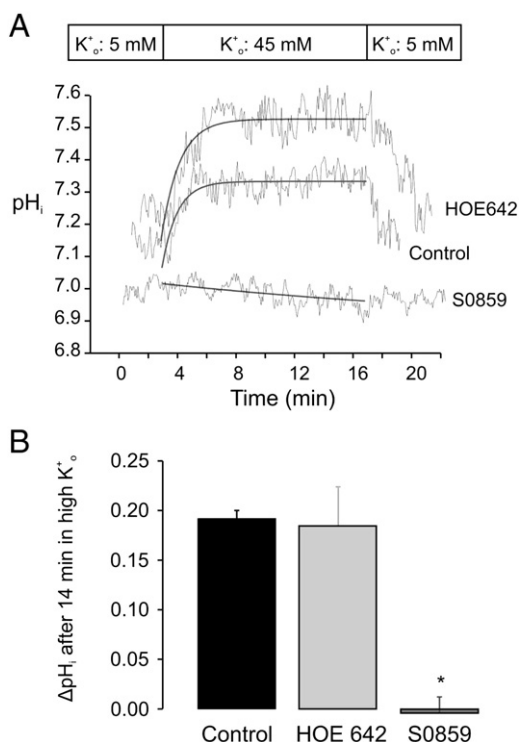 A
K⁺ₒ: 5 mM K⁺ₒ: 45 mM K⁺ₒ: 5 mM
7.6
7.5
7.3
7.2
7.1
7.0
6.9
6.8
pHᵢ
HOE642
Control
S0859
0 4 8 12 16 20
Time (min)
B
0.25
0.20
0.15
0.10
0.05
0.00
ΔpHᵢ after 14 min in high K⁺ₒ
*
Control HOE 642 S0859